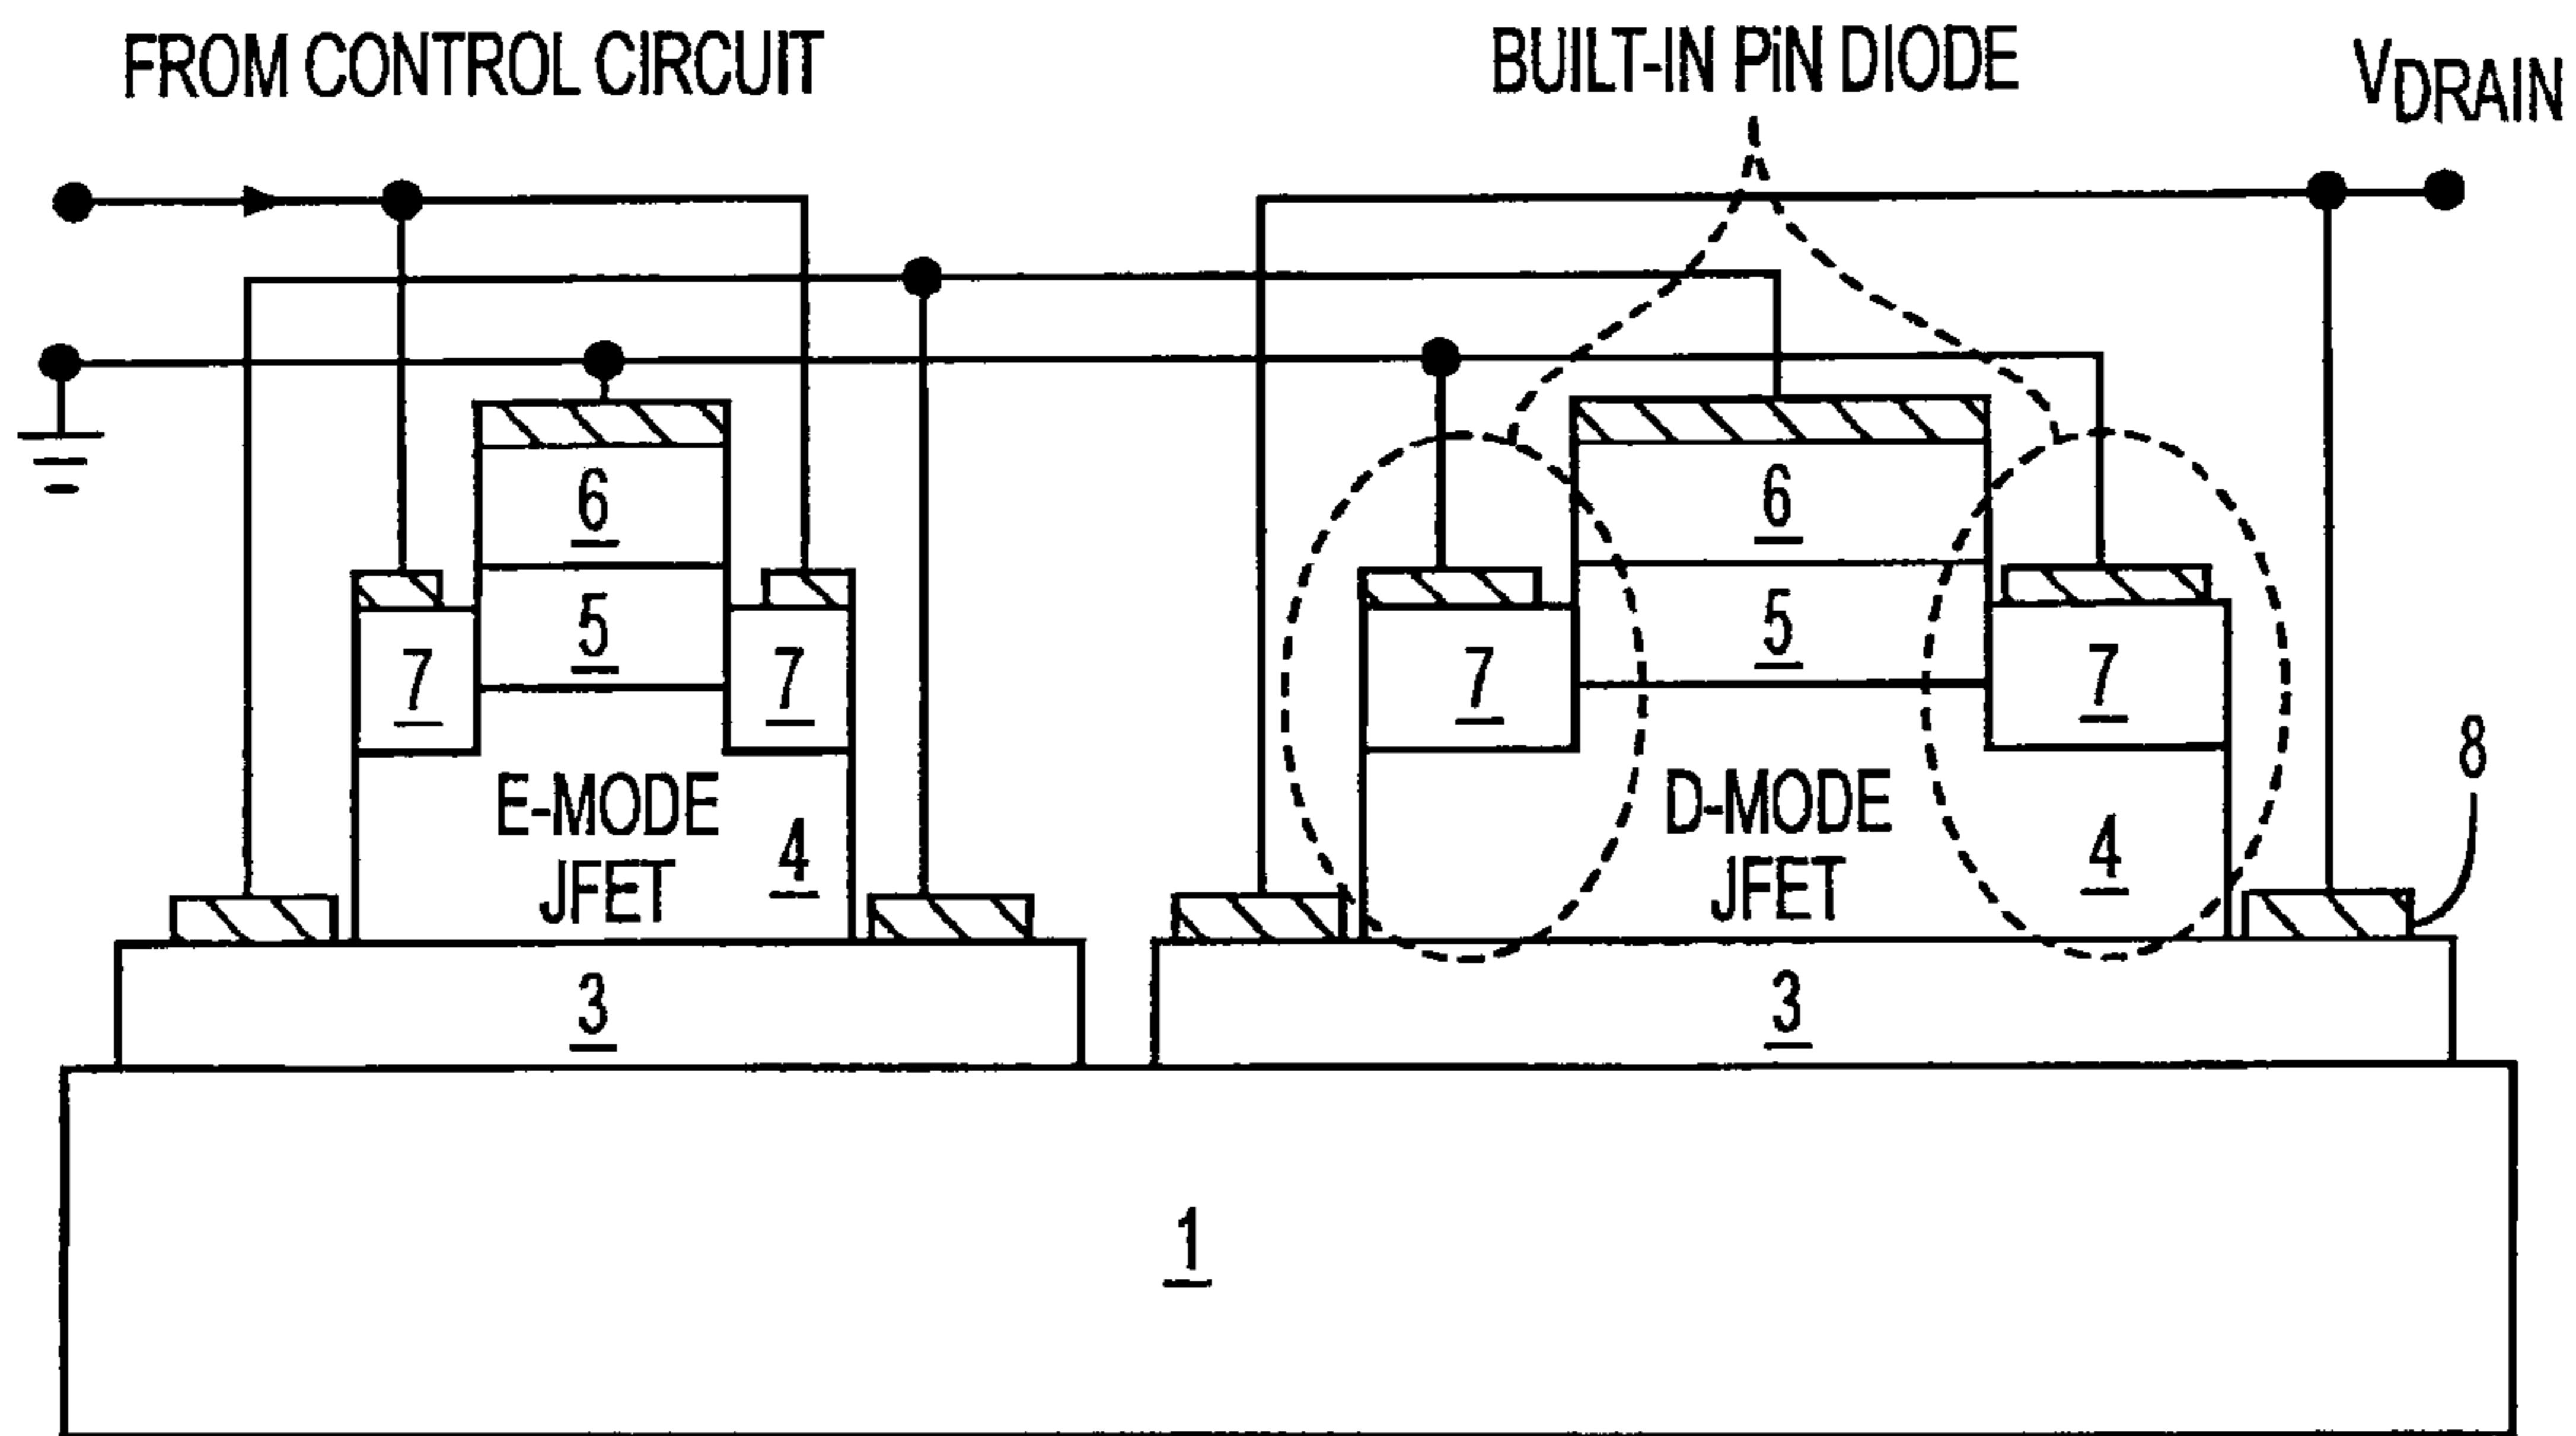 FROM CONTROL CIRCUIT
BUILT-IN PiN DIODE
VDRAIN
6
6
5
5
7
7
7
7
8
E-MODE
JFET
4
D-MODE
JFET
4
3
3
1